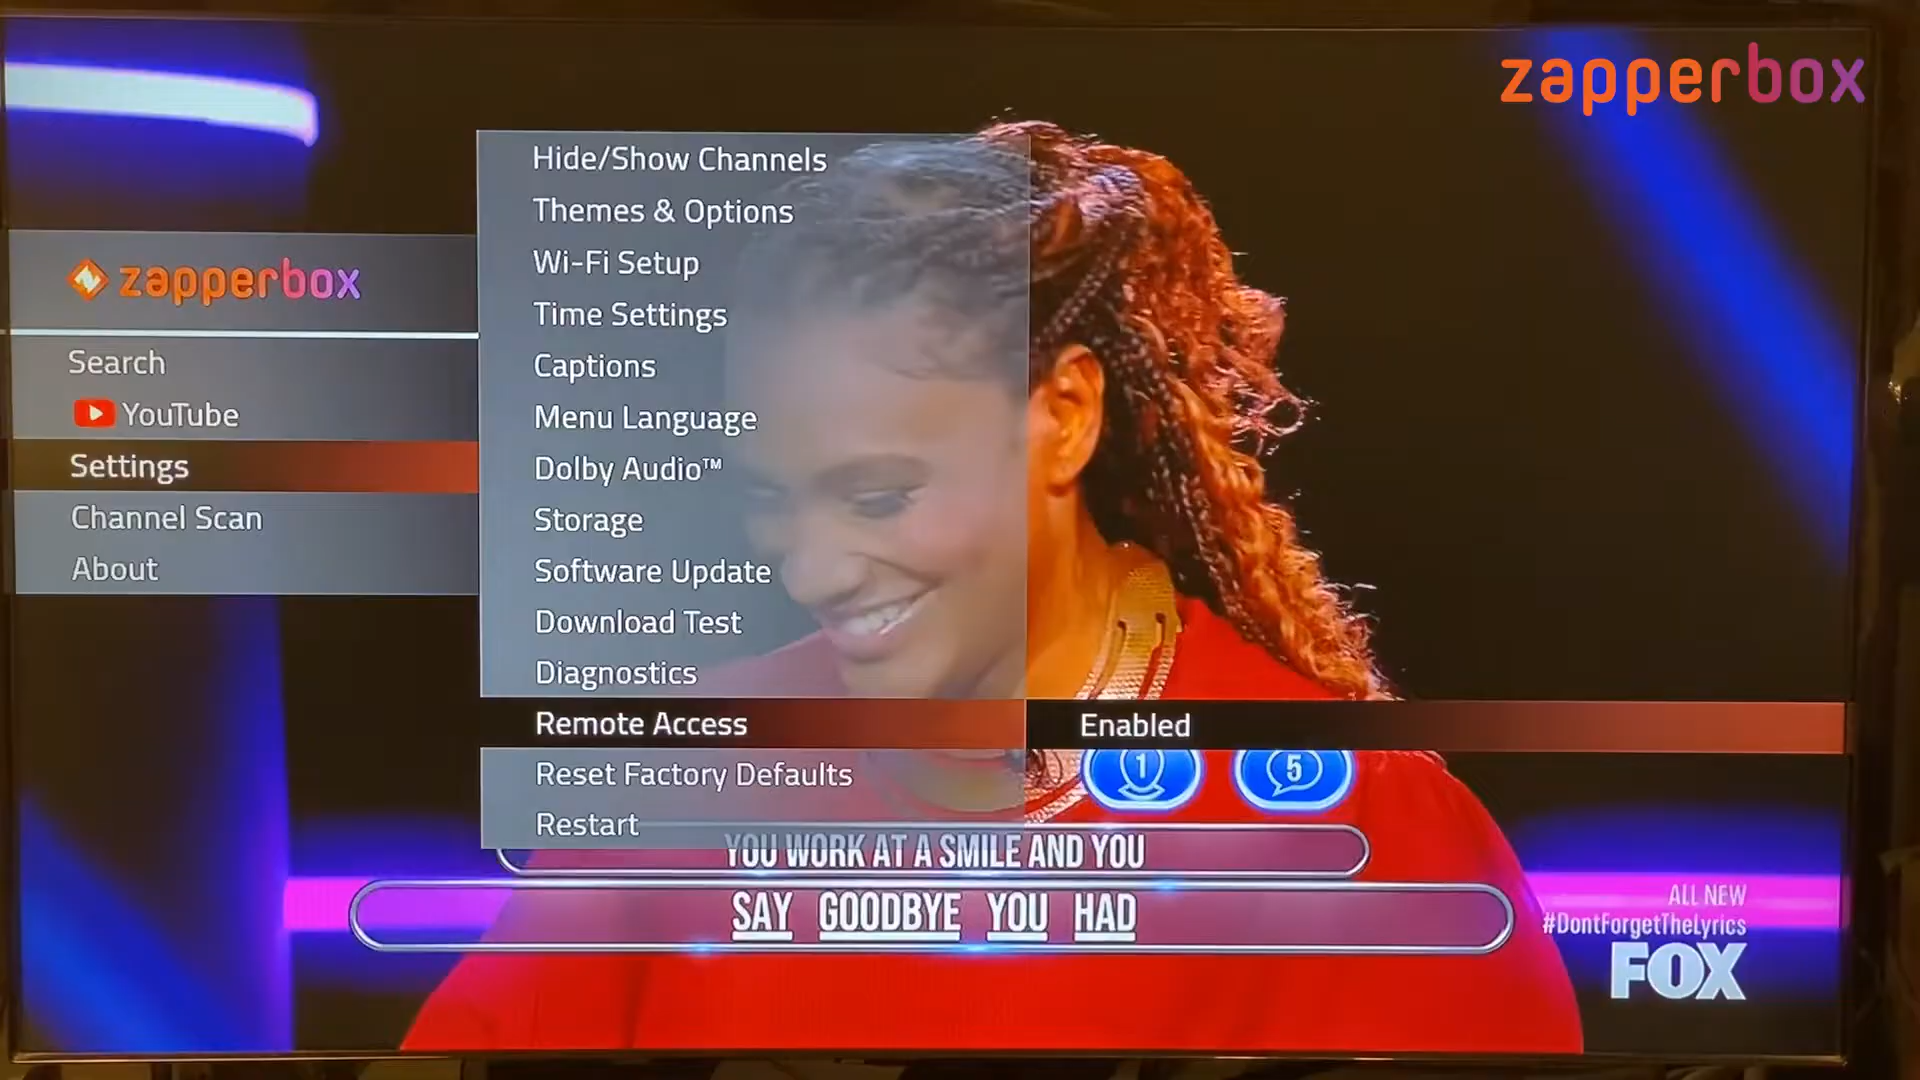 zapperbox
zapperbox
Search
YouTube
Settings
Channel Scan
About
Hide/Show Channels
Themes & Options
Wi-Fi Setup
Time Settings
Captions
Menu Language
Dolby Audio™
Storage
Software Update
Download Test
Diagnostics
Remote Access
Enabled
Reset Factory Defaults
Restart
1
5
YOU WORK AT A SMILE AND YOU
SAY GOODBYE YOU HAD
ALL NEW
#DontForgetTheLyrics
FOX